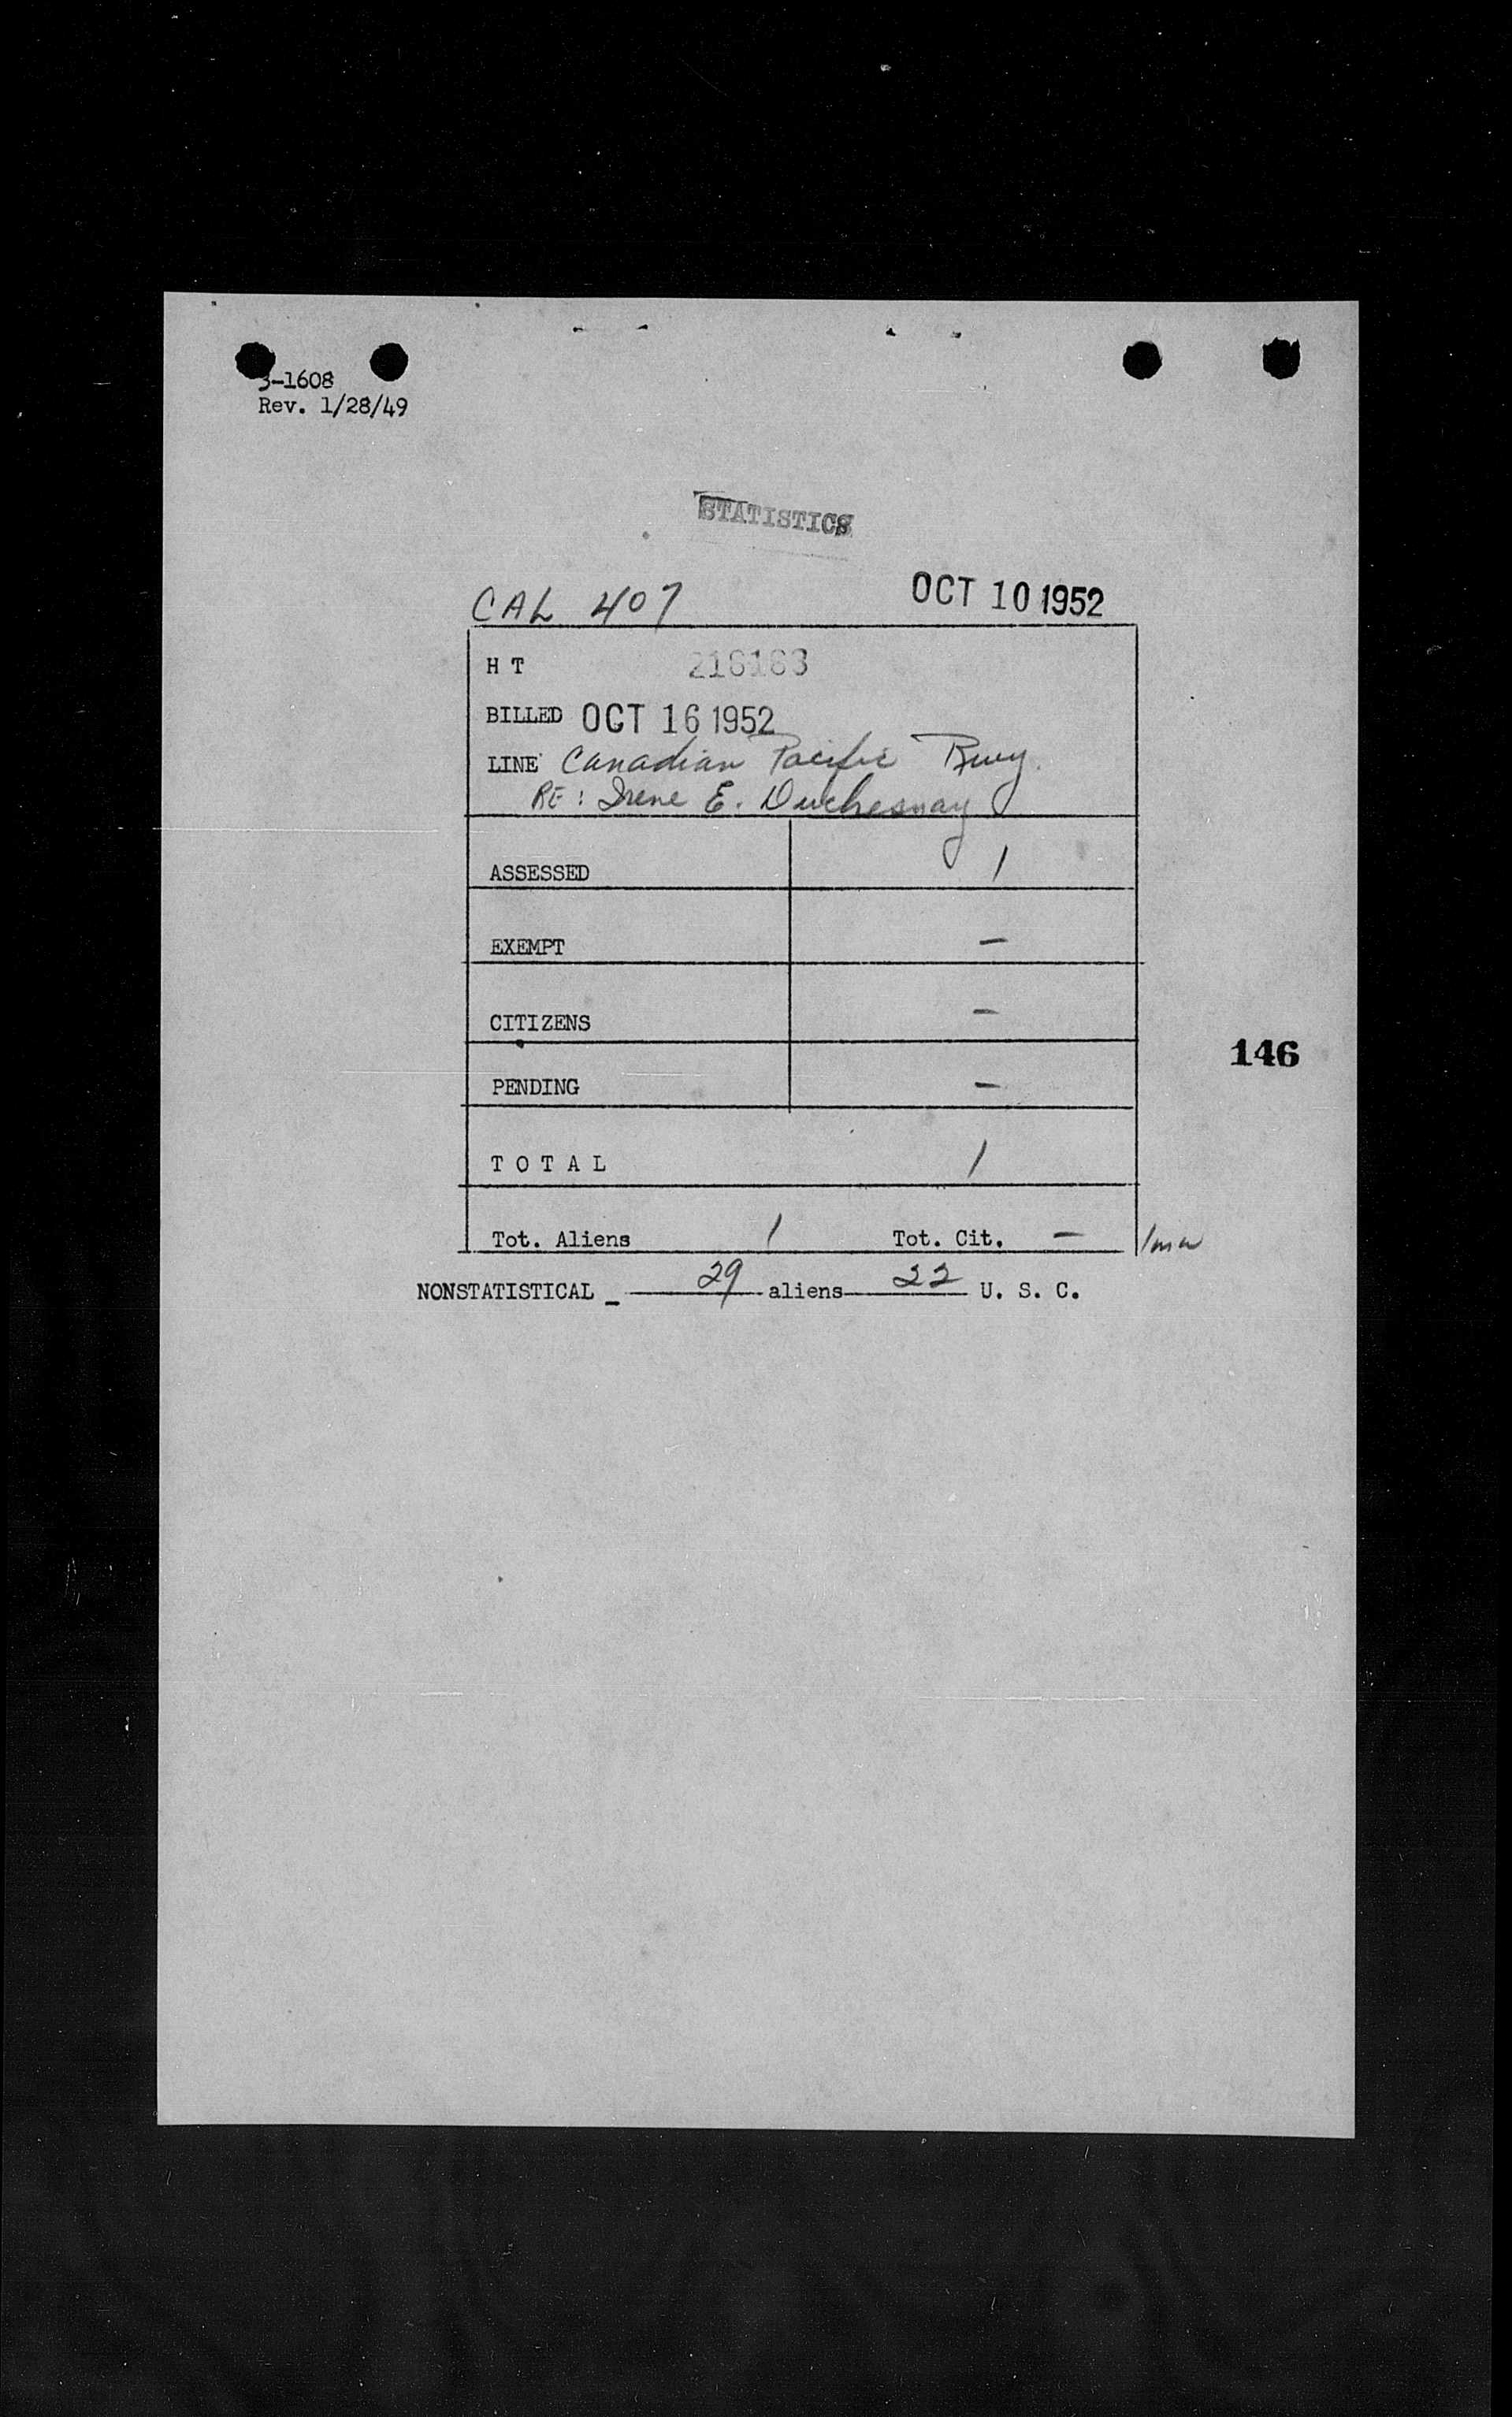 3-1608
Rev. 1/28/49
STATISTICS
CAL 407 OCT 10 1952
H T 216163
BILLED OCT 16 1952
LINE Canadian Pacific Rwy.
RE: Irene E. Duchesnay
ASSESSED 1
EXEMPT –
CITIZENS –
146
PENDING –
T O T A L 1
Tot. Aliens 1 Tot. Cit. –
NONSTATISTICAL - 29 aliens 22 U. S. C.